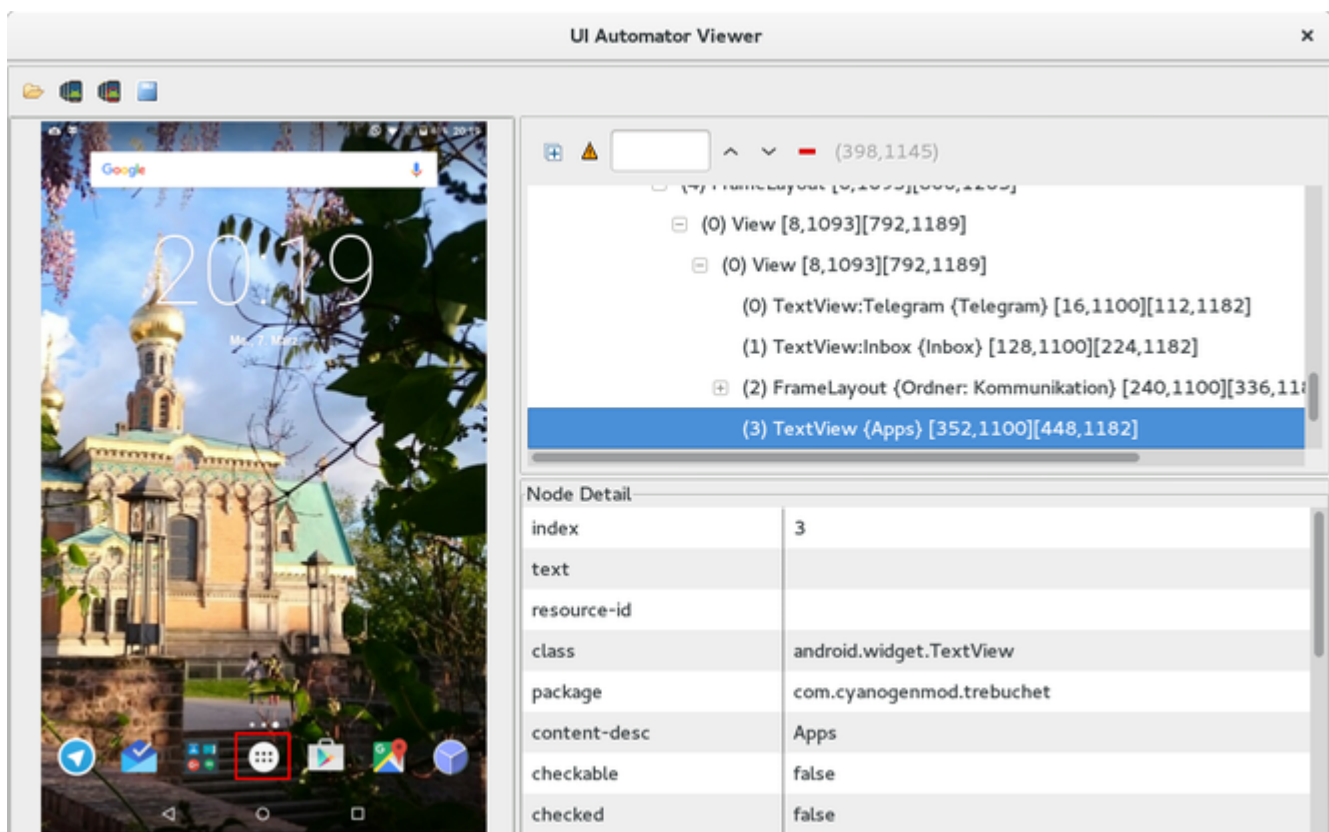 UI Automator Viewer
20:19
Google
(398,1145)
20:19
(0) View [8,1093][792,1189]
(0) View [8,1093][792,1189]
(0) TextView:Telegram {Telegram} [16,1100][112,1182]
(1) TextView:Inbox {Inbox} [128,1100][224,1182]
(2) FrameLayout {Ordner: Kommunikation} [240,1100][336,118
(3) TextView {Apps} [352,1100][448,1182]
Node Detail
index 3
text
resource-id
class android.widget.TextView
package com.cyanogenmod.trebuchet
content-desc Apps
checkable false
checked false